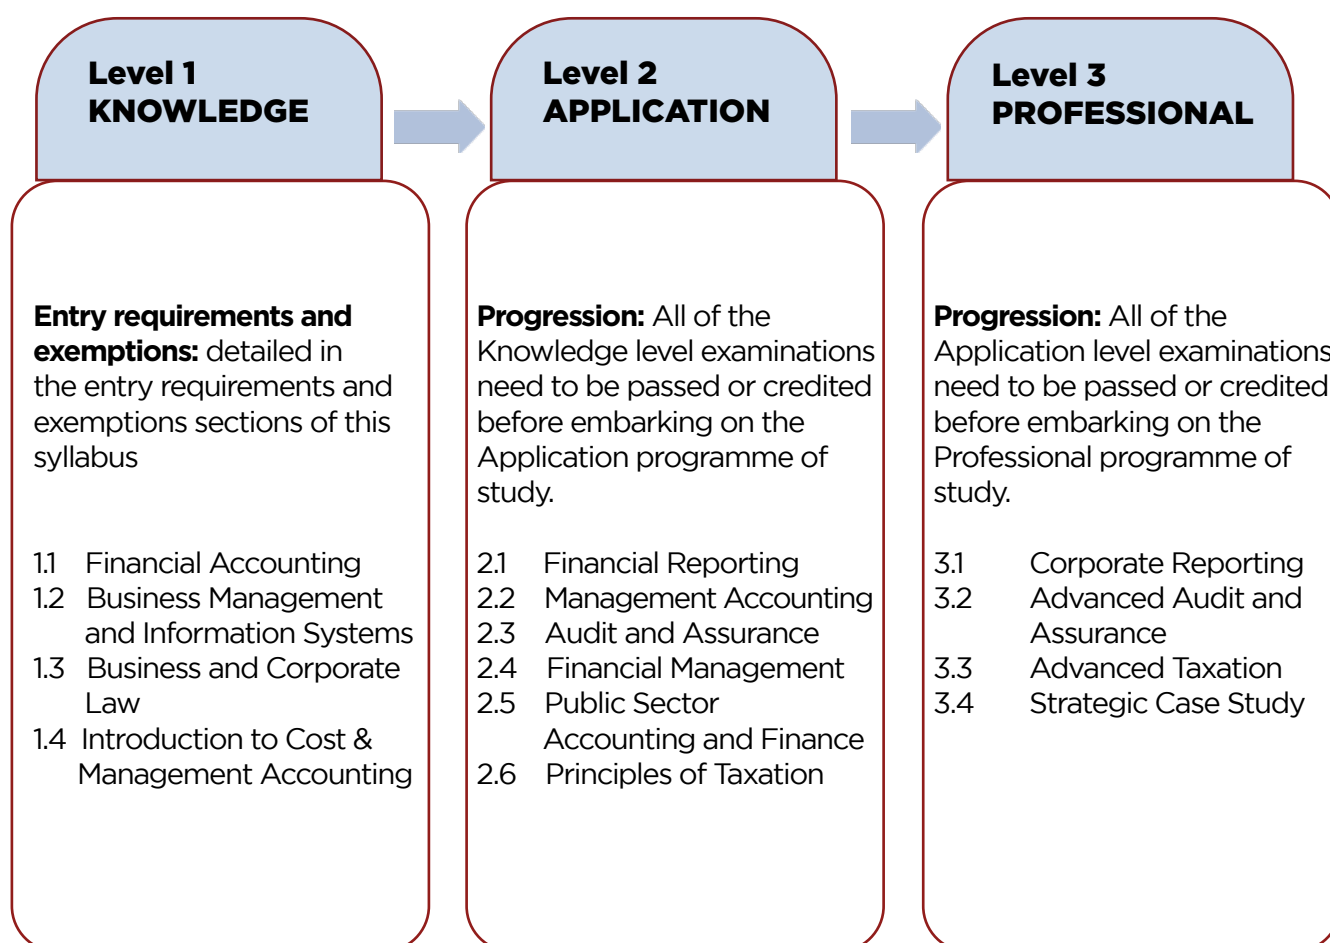 Level 1
KNOWLEDGE
Entry requirements and
exemptions: detailed in
the entry requirements and
exemptions sections of this
syllabus
1.1 Financial Accounting
1.2 Business Management
and Information Systems
1.3 Business and Corporate
Law
1.4 Introduction to Cost &
Management Accounting
Level 2
APPLICATION
Progression: All of the
Knowledge level examinations
need to be passed or credited
before embarking on the
Application programme of
study.
2.1 Financial Reporting
2.2 Management Accounting
2.3 Audit and Assurance
2.4 Financial Management
2.5 Public Sector
Accounting and Finance
2.6 Principles of Taxation
Level 3
PROFESSIONAL
Progression: All of the
Application level examinations
need to be passed or credited
before embarking on the
Professional programme of
study.
3.1 Corporate Reporting
3.2 Advanced Audit and
Assurance
3.3 Advanced Taxation
3.4 Strategic Case Study